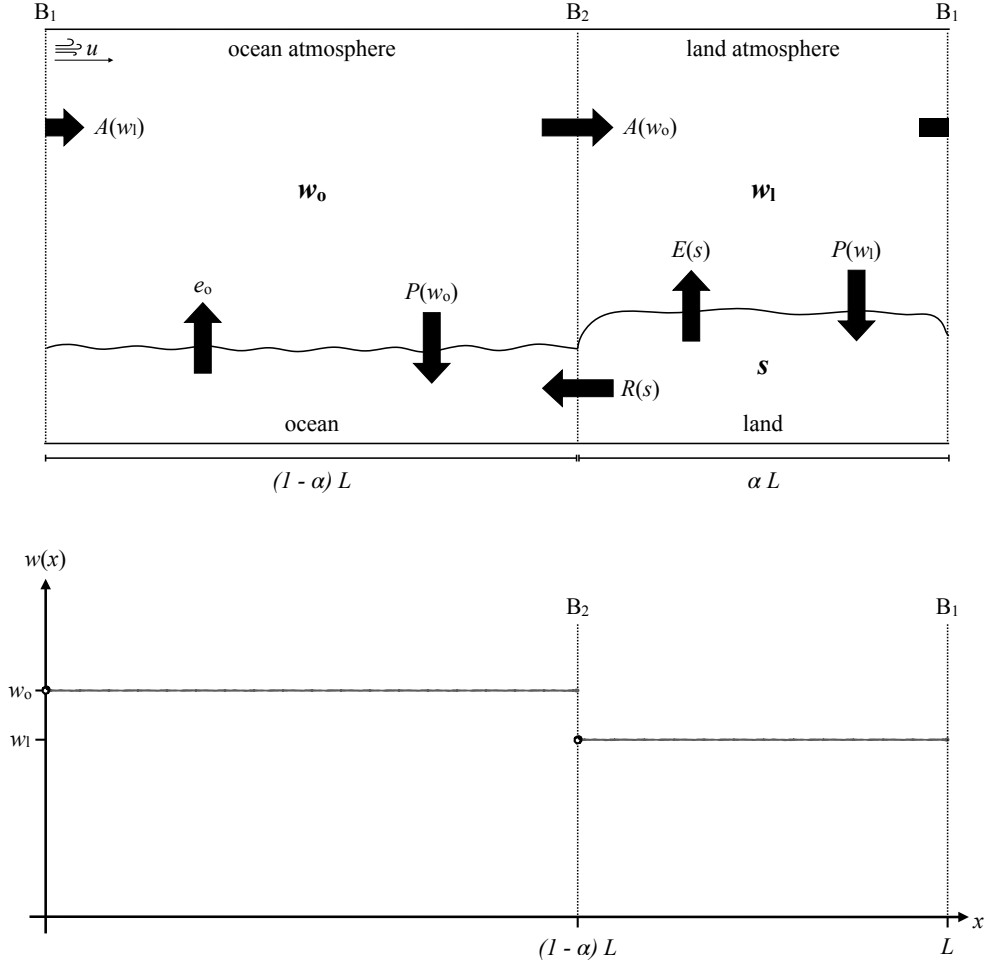 B₁ B₂ B₁
u ocean atmosphere land atmosphere
A(wₗ) A(wₒ)
wₒ wₗ
eₒ P(wₒ) E(s) P(wₗ)
s
R(s)
ocean land
(1 - α) L α L
w(x)
B₂ B₁
wₒ
wₗ
x
(1 - α) L L